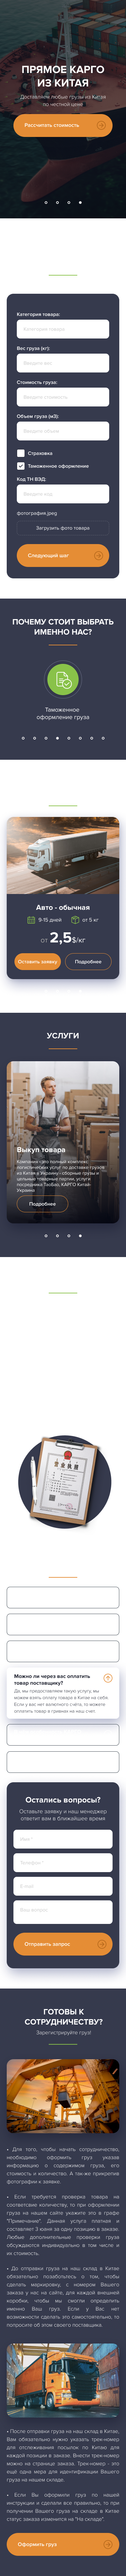 ПРЯМОЕ КАРГО
ИЗ КИТАЯ
Доставляем любые грузы из Китая
по честной цене
Рассчитать стоимость
Категория товара:
Категория товара
Вес груза (кг):
Введите вес
Стоимость груза:
Введите стоимость
Объем груза (м3):
Введите объем
Страховка
Таможенное оформление
Код ТН ВЭД:
Введите код
фотография.jpeg
Загрузить фото товара
Следующий шаг
ПОЧЕМУ СТОИТ ВЫБРАТЬ
ИМЕННО НАС?
Таможенное
оформление груза
Авто - обычная
9-15 дней
от 5 кг
от 2,5$/кг
Оставить заявку
Подробнее
УСЛУГИ
Выкуп товара
Компания - это полный комплекс
логистических услуг по доставке грузов
из Китая в Украину - сборные грузы и
цельные товарные партии, услуги
посредника Taobao, КАРГО Китай-
Украина
Подробнее
Можно ли через вас оплатить
товар поставщику?
Да, мы предоставляем такую услугу, мы
можем взять оплату товара в Китае на себя.
Если у вас нет валютного счёта, то можете
оплатить товар в гривнах на наш счет.
Остались вопросы?
Оставьте заявку и наш менеджер
ответит вам в ближайшее время
Имя *
Телефон *
E-mail
Ваш вопрос
Отправить запрос
ГОТОВЫ К
СОТРУДНИЧЕСТВУ?
Зарегистрируйте груз!
• Для того, чтобы начать сотрудничество,
необходимо оформить груз указав
информацию о содержимом груза, его
стоимость и количество. А так-же прикрепив
фотографии к заявке.
• Если требуется проверка товара на
соответсвие количеству, то при оформлении
груза на нашем сайте укажите это в графе
"Примечание". Данная услуга платная и
составляет 3 юаня за одну позицию в заказе.
Любые дополнительные проверки груза
обсуждаются индивидуально в том числе и
их стоимость.
• До отправки груза на наш склад в Китае
обязательно позаботьтесь о том, чтобы
сделать маркировку, с номером Вашего
заказа у нас на сайте, для каждой внешней
коробки, чтобы мы смогли определить
именно Ваш груз. Если у Вас нет
возможности сделать это самостоятельно, то
попросите об этом своего поставщика.
• После отправки груза на наш склад в Китае,
Вам обязательно нужно указать трек-номер
для отслеживания посылок по Китаю для
каждой позиции в заказе. Внести трек-номер
можно на странице заказа. Трек-номер - это
ещё одна мера для идентификации Вашего
груза на нашем складе.
• Если Вы оформили груз по нашей
инструкции и сделали все правильно, то при
получении Вашего груза на складе в Китае
статус заказа изменится на "На складе".
Оформить груз